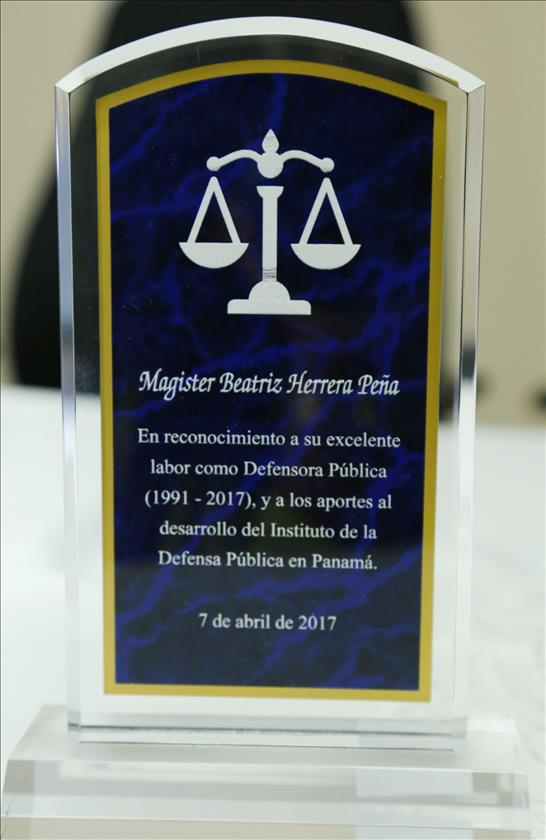 Magister Beatriz Herrera Peña
En reconocimiento a su excelente
labor como Defensora Pública
(1991 - 2017), y a los aportes al
desarrollo del Instituto de la
Defensa Pública en Panamá.
7 de abril de 2017